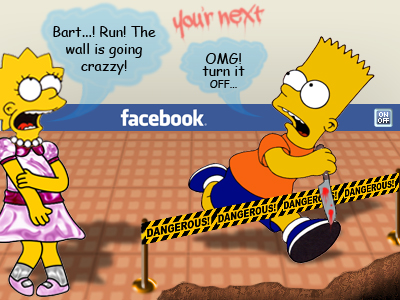 you'r next
Bart...! Run! The
wall is going
crazzy!
OMG!
turn it
OFF...
facebook
ON
OFF
DANGEROUS! DANGEROUS! DANGEROUS! DANGEROUS!